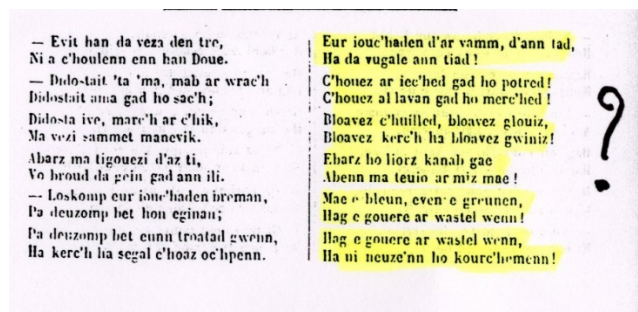 — Evit han da veza den tre,
Ni a c'houlenn enn han Doue.
— Didostait 'ta 'ma, mab ar wrac'h
Didostait ama gad ho sac'h;
Didosta ive, marc'h ar c'hik,
Ma vezi sammet manevik.
Abarz ma tigouezi d'az ti,
Vo broud da gein gad ann ili.
— Loskomp eur iouc'haden breman,
Pa deuzomp bet hon eginan;
Pa deuzomp bet eunn troatad gwenn,
Ha kerc'h ha segal c'hoaz oc'hpenn.
Eur iouc'haden d'ar vamm, d'ann tad,
Ha da vugale ann tiad!
C'houez ar iec'hed gad ho potred!
C'houez al lavan gad ho merc'hed!
Bloavez c'huilled, bloavez glouiz,
Bloavez kerc'h ha bloavez gwiniz!
Ebarz ho liorz kanab gae
Abenn ma teuio ar miz mae!
Mae e bleun, even e greunen,
Hag e gouere ar wastel wenn!
Hag e gouere ar wastel wenn,
Ha ni neuze'nn ho kourc'hemenn!
?